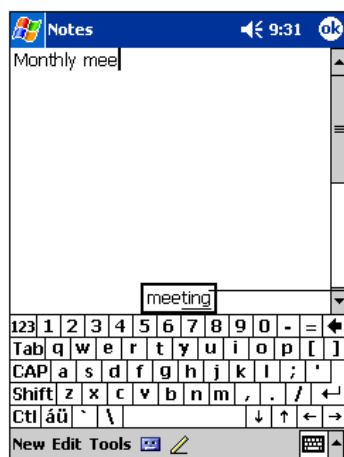 Notes 9:31 ok
Monthly mee
meeting
123 1 2 3 4 5 6 7 8 9 0 - =
Tab q w e r t y u i o p [ ]
CAP a s d f g h j k l ; '
Shift z x c v b n m , . /
Ctl áü ` \
New Edit Tools